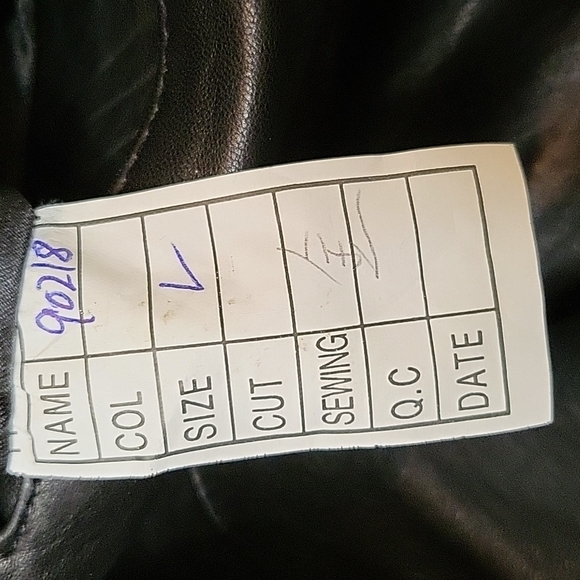 NAME 90218
COL
SIZE L
CUT
SEWING
Q.C
DATE